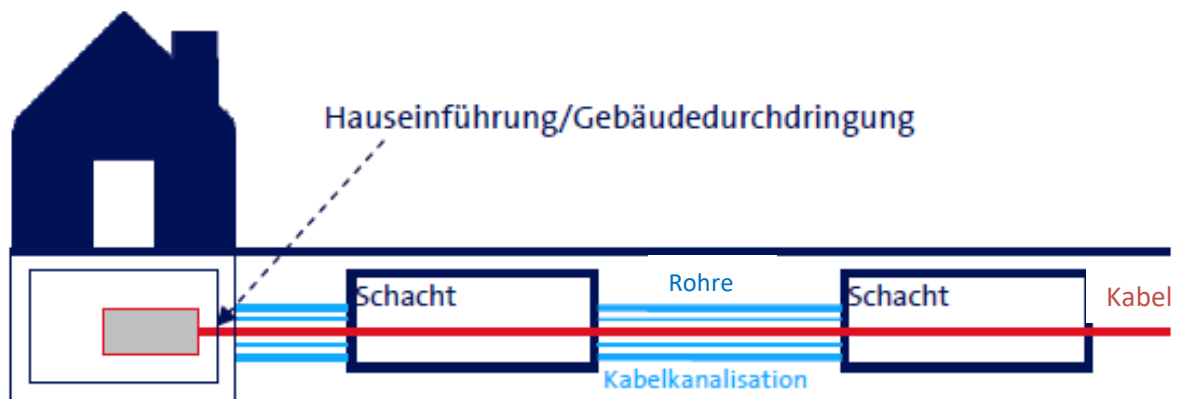 Hauseinführung/Gebäudedurchdringung
Schacht
Rohre
Schacht
Kabel
Kabelkanalisation